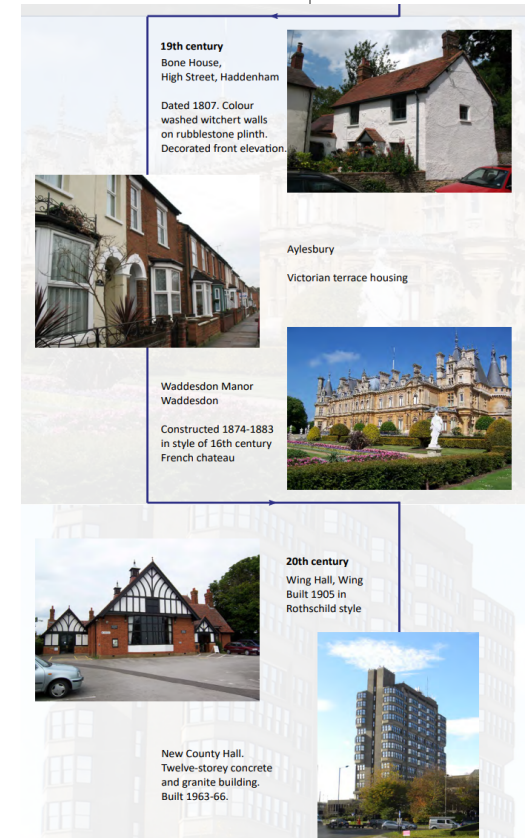 19th century
Bone House,
High Street, Haddenham
Dated 1807. Colour
washed witchert walls
on rubblestone plinth.
Decorated front elevation.
Aylesbury
Victorian terrace housing
Waddesdon Manor
Waddesdon
Constructed 1874-1883
in style of 16th century
French chateau
20th century
Wing Hall, Wing
Built 1905 in
Rothschild style
New County Hall.
Twelve-storey concrete
and granite building.
Built 1963-66.